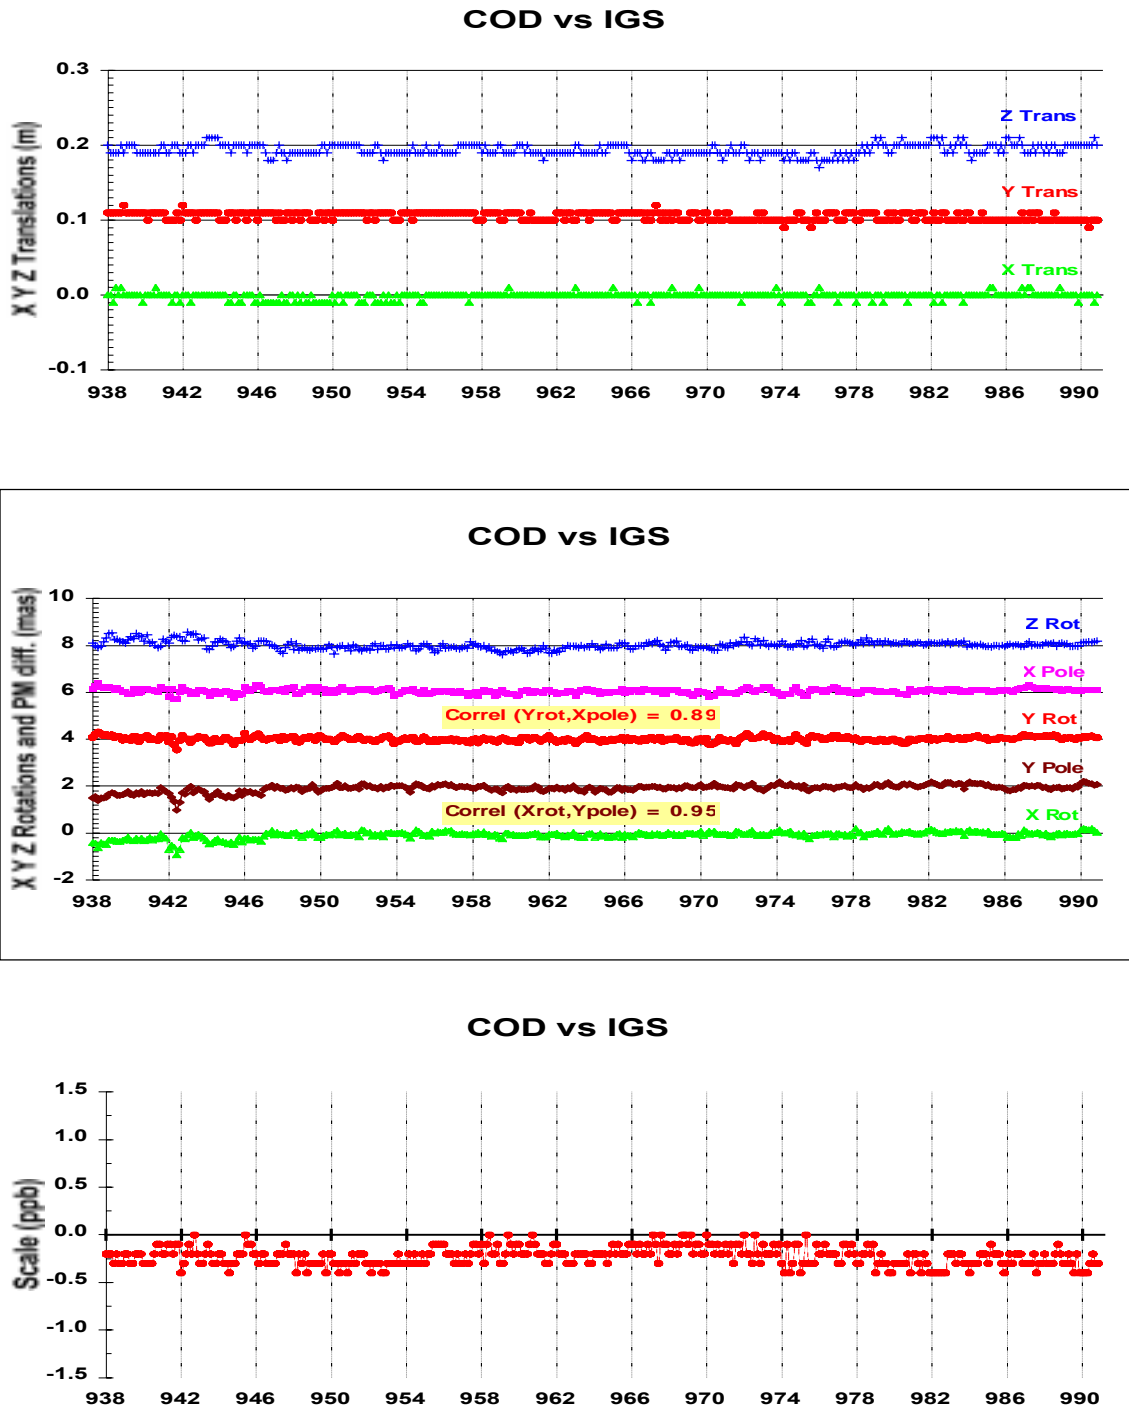 COD vs IGS
X Y Z Translations (m)
0.3
0.2
0.1
0.0
-0.1
Z Trans
Y Trans
X Trans
938 942 946 950 954 958 962 966 970 974 978 982 986 990
COD vs IGS
X Y Z Rotations and PM diff. (mas)
10
8
6
4
2
0
-2
Z Rot
X Pole
Correl (Yrot,Xpole) = 0.89
Y Rot
Y Pole
Correl (Xrot,Ypole) = 0.95
X Rot
938 942 946 950 954 958 962 966 970 974 978 982 986 990
COD vs IGS
Scale (ppb)
1.5
1.0
0.5
0.0
-0.5
-1.0
-1.5
938 942 946 950 954 958 962 966 970 974 978 982 986 990